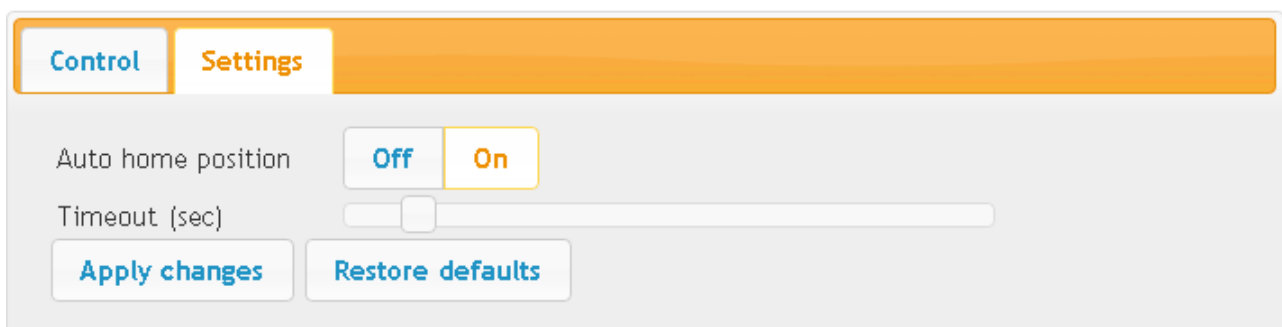 Control Settings
Auto home position Off On
Timeout (sec)
Apply changes Restore defaults